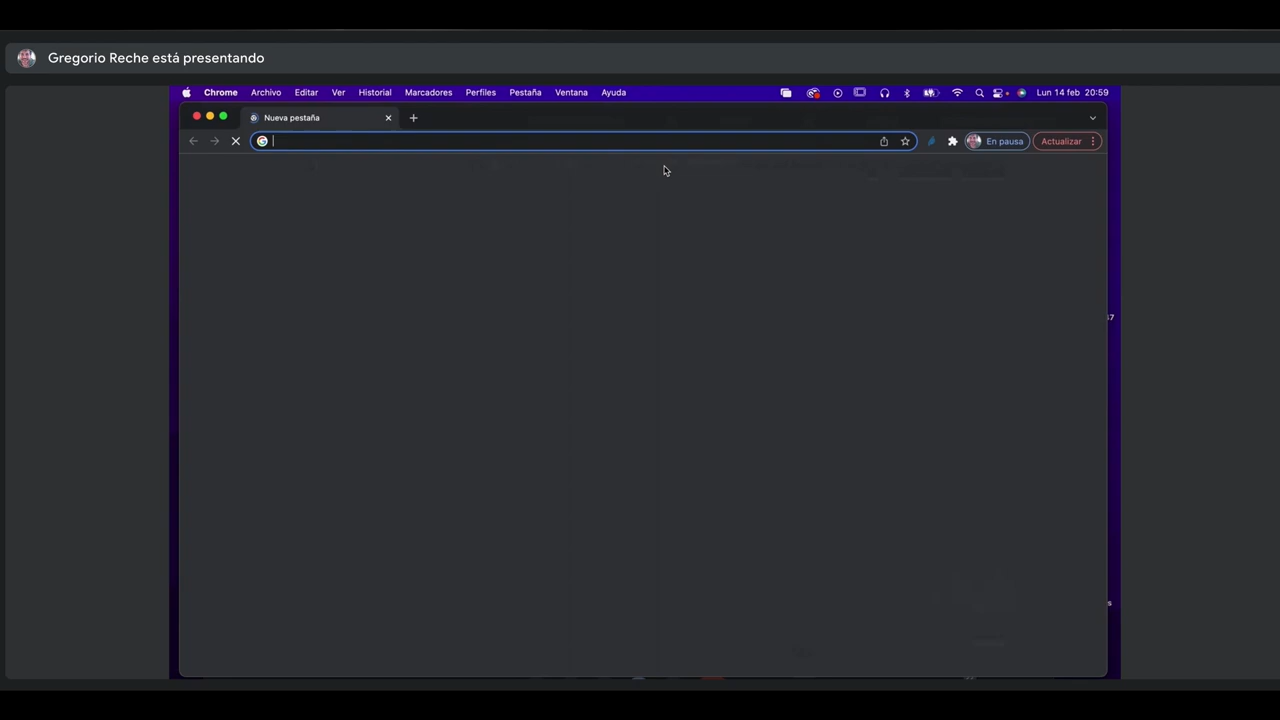 Gregorio Reche está presentando
Chrome Archivo Editar Ver Historial Marcadores Perfiles Pestaña Ventana Ayuda Lun 14 feb 20:59
Nueva pestaña
En pausa Actualizar